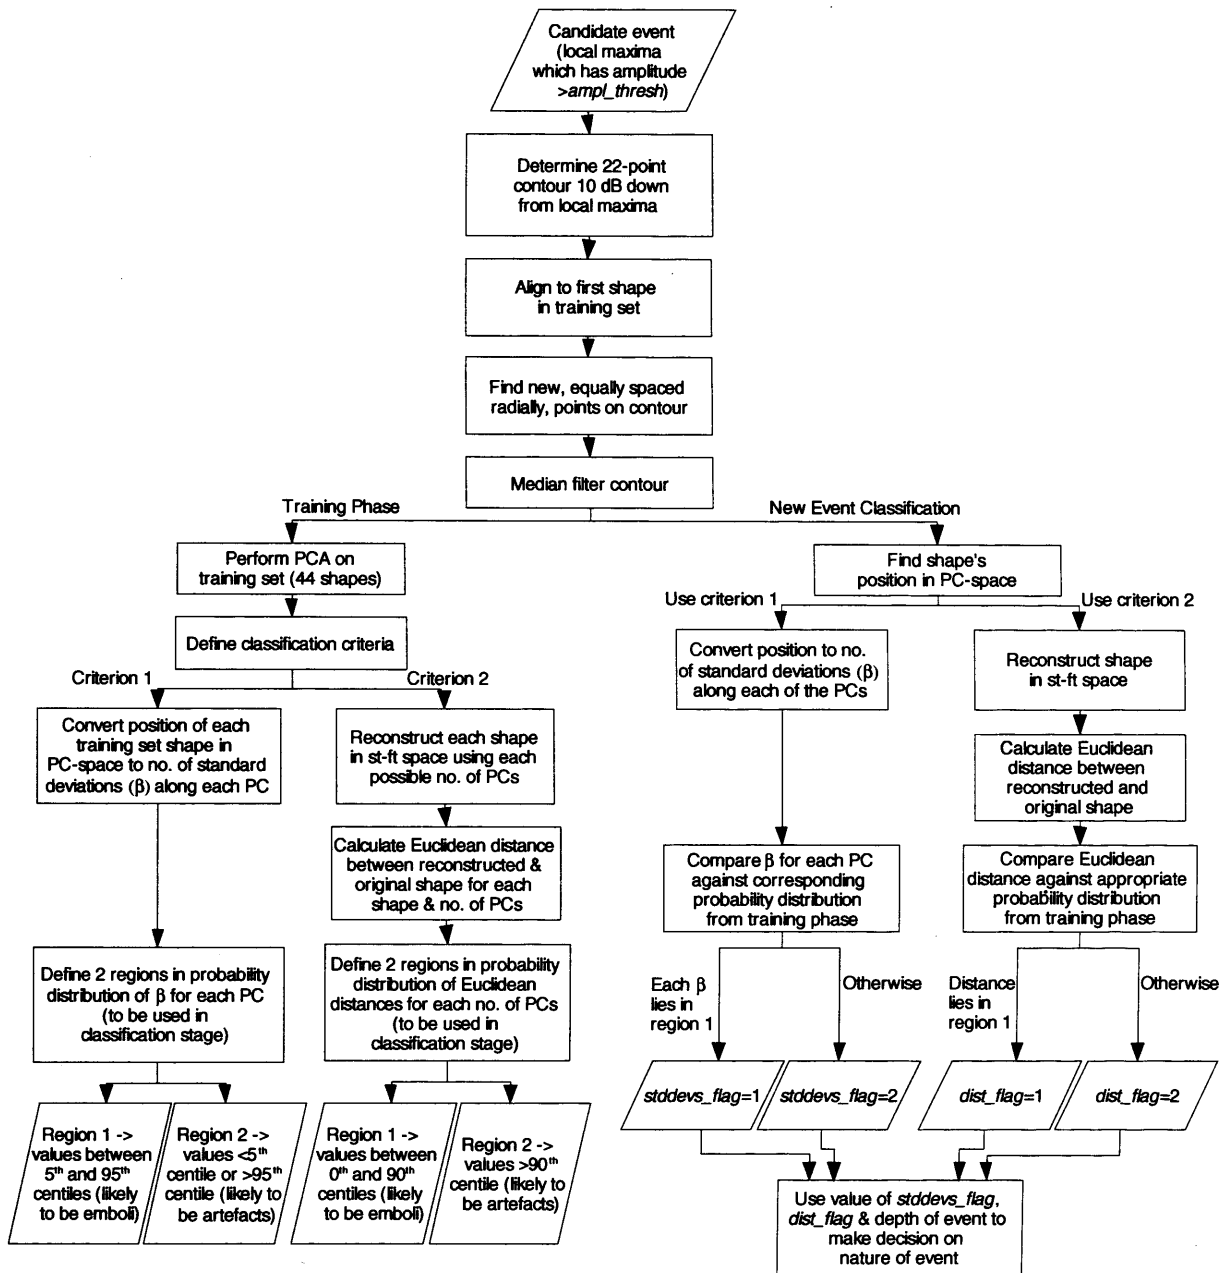 Candidate event
(local maxima
which has amplitude
>ampl_thresh)
Determine 22-point
contour 10 dB down
from local maxima
Align to first shape
in training set
Find new, equally spaced
radially, points on contour
Median filter contour
Training Phase
New Event Classification
Perform PCA on
training set (44 shapes)
Define classification criteria
Criterion 1
Criterion 2
Convert position of each
training set shape in
PC-space to no. of standard
deviations (β) along each PC
Reconstruct each shape
in st-ft space using each
possible no. of PCs
Calculate Euclidean distance
between reconstructed &
original shape for each
shape & no. of PCs
Define 2 regions in probability
distribution of β for each PC
(to be used in
classification stage)
Define 2 regions in probability
distribution of Euclidean
distances for each no. of PCs
(to be used in
classification stage)
Region 1 ->
values between
5th and 95th
centiles (likely
to be emboli)
Region 2 ->
values <5th
centile or >95th
centile (likely to
be artefacts)
Region 1 ->
values between
0th and 90th
centiles (likely
to be emboli)
Region 2 ->
values >90th
centile (likely to
be artefacts)
Find shape's
position in PC-space
Use criterion 1
Use criterion 2
Convert position to no.
of standard deviations (β)
along each of the PCs
Reconstruct shape
in st-ft space
Calculate Euclidean
distance between
reconstructed and
original shape
Compare β for each PC
against corresponding
probability distribution
from training phase
Compare Euclidean
distance against appropriate
probability distribution
from training phase
Each β
lies in
region 1
Otherwise
Distance
lies in
region 1
Otherwise
stddevs_flag=1
stddevs_flag=2
dist_flag=1
dist_flag=2
Use value of stddevs_flag,
dist_flag & depth of event to
make decision on
nature of event